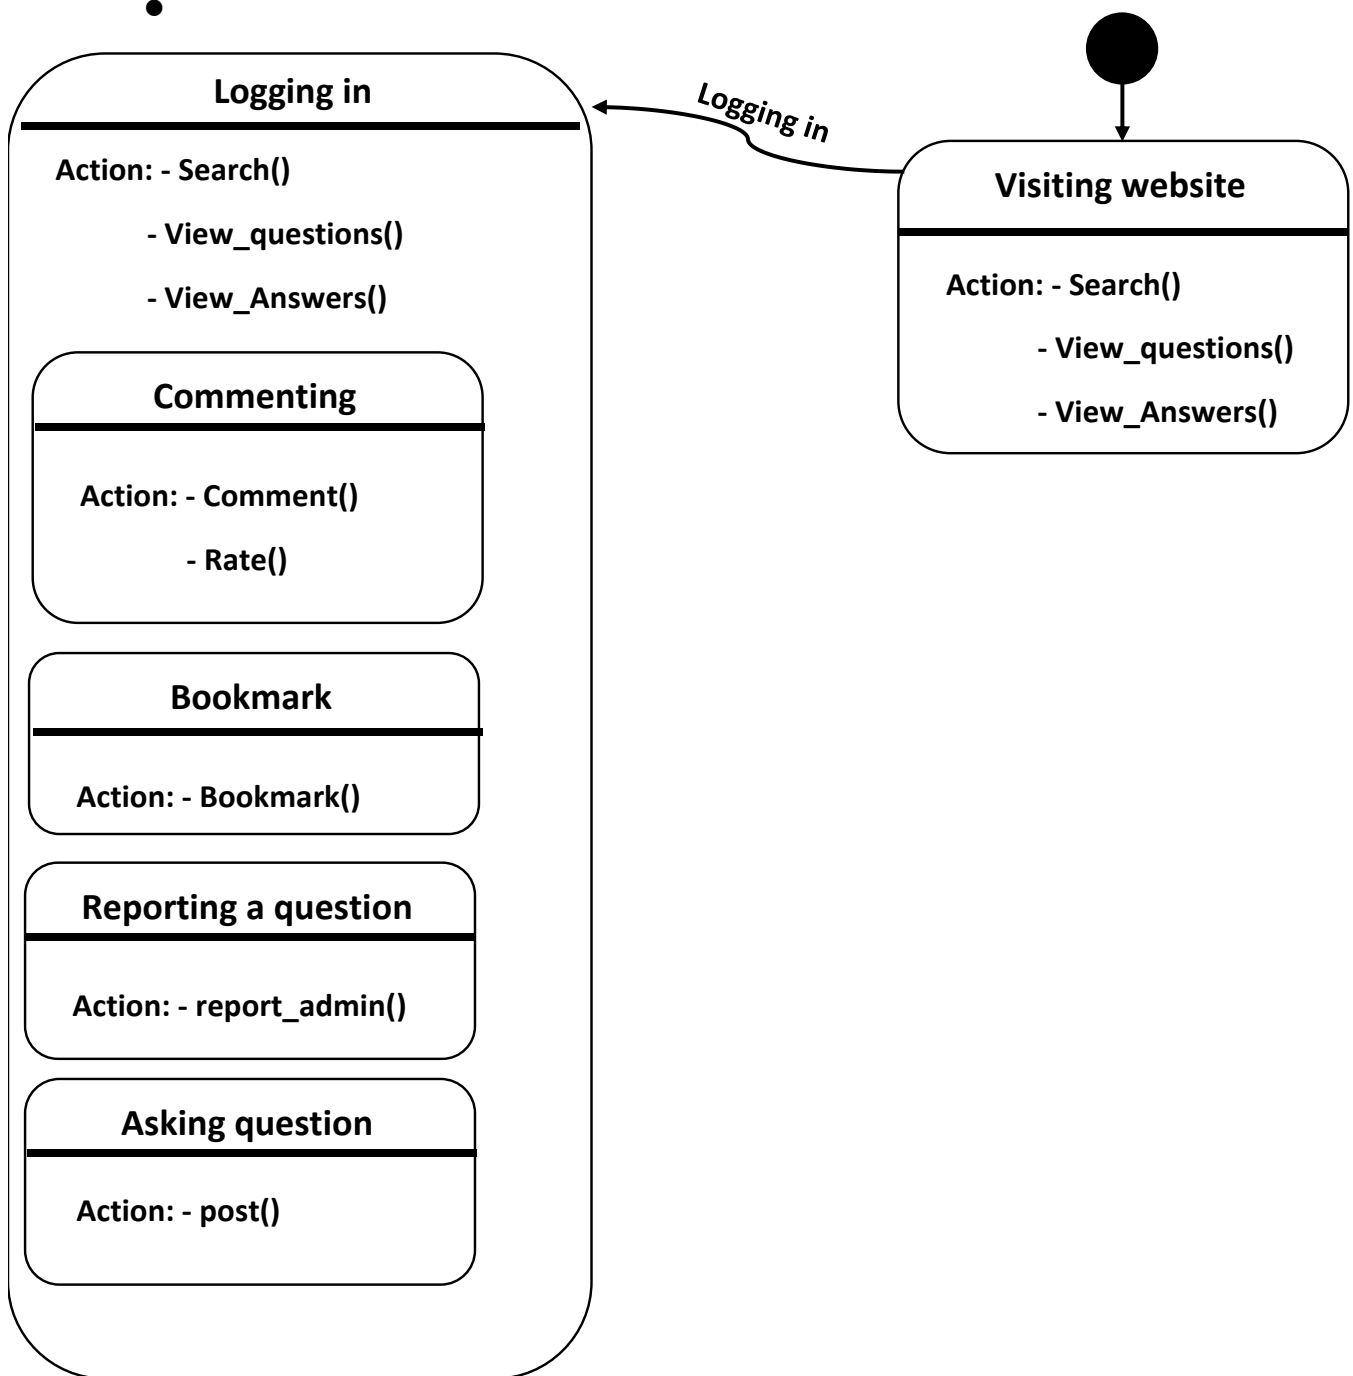 Logging in
Action: - Search()
- View_questions()
- View_Answers()
Commenting
Action: - Comment()
- Rate()
Bookmark
Action: - Bookmark()
Reporting a question
Action: - report_admin()
Asking question
Action: - post()
Logging in
Visiting website
Action: - Search()
- View_questions()
- View_Answers()